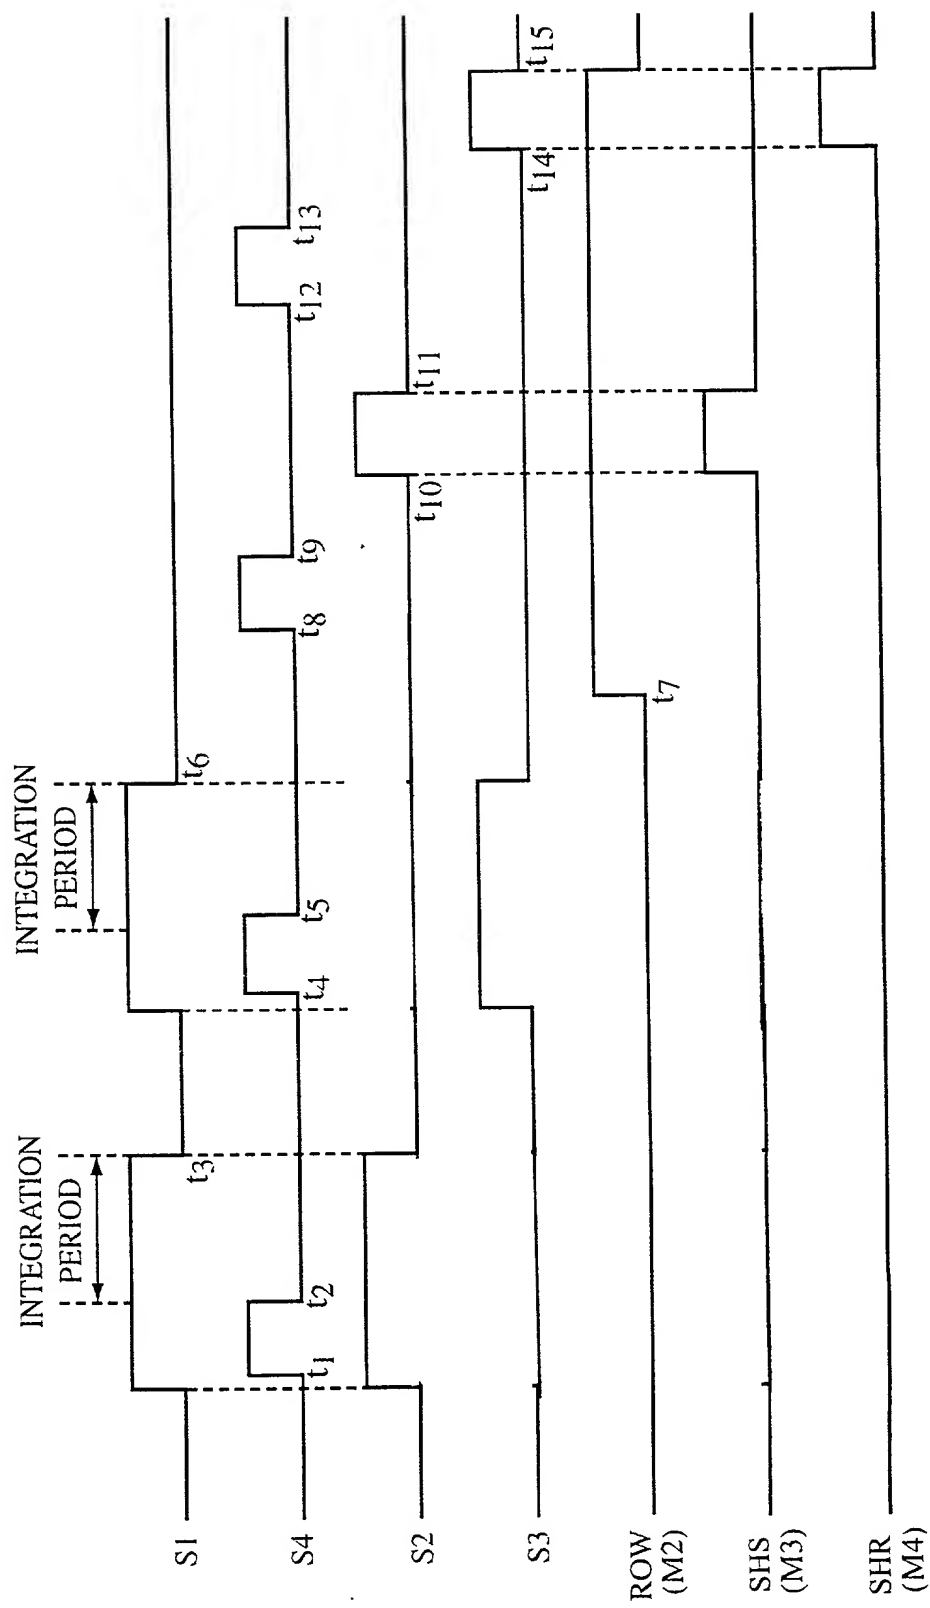 INTEGRATION
PERIOD
INTEGRATION
PERIOD
S1
t3
t6
S4
t1
t2
t4
t5
t8
t9
t12
t13
S2
t10
t11
S3
t14
t15
ROW
(M2)
t7
SHS
(M3)
SHR
(M4)